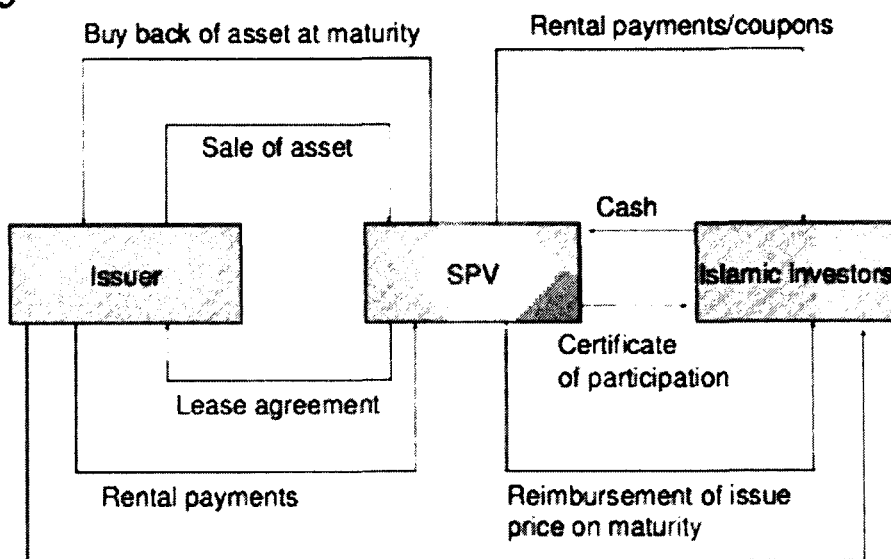 Buy back of asset at maturity
Rental payments/coupons
Sale of asset
Cash
Issuer
SPV
Islamic Investors
Certificate
of participation
Lease agreement
Rental payments
Reimbursement of issue
price on maturity